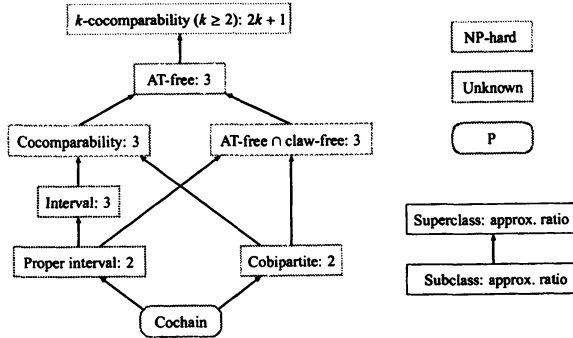 k-cocomparability (k ≥ 2): 2k + 1
AT-free: 3
Cocomparability: 3
AT-free ∩ claw-free: 3
Interval: 3
Proper interval: 2
Cobipartite: 2
Cochain
NP-hard
Unknown
P
Superclass: approx. ratio
Subclass: approx. ratio